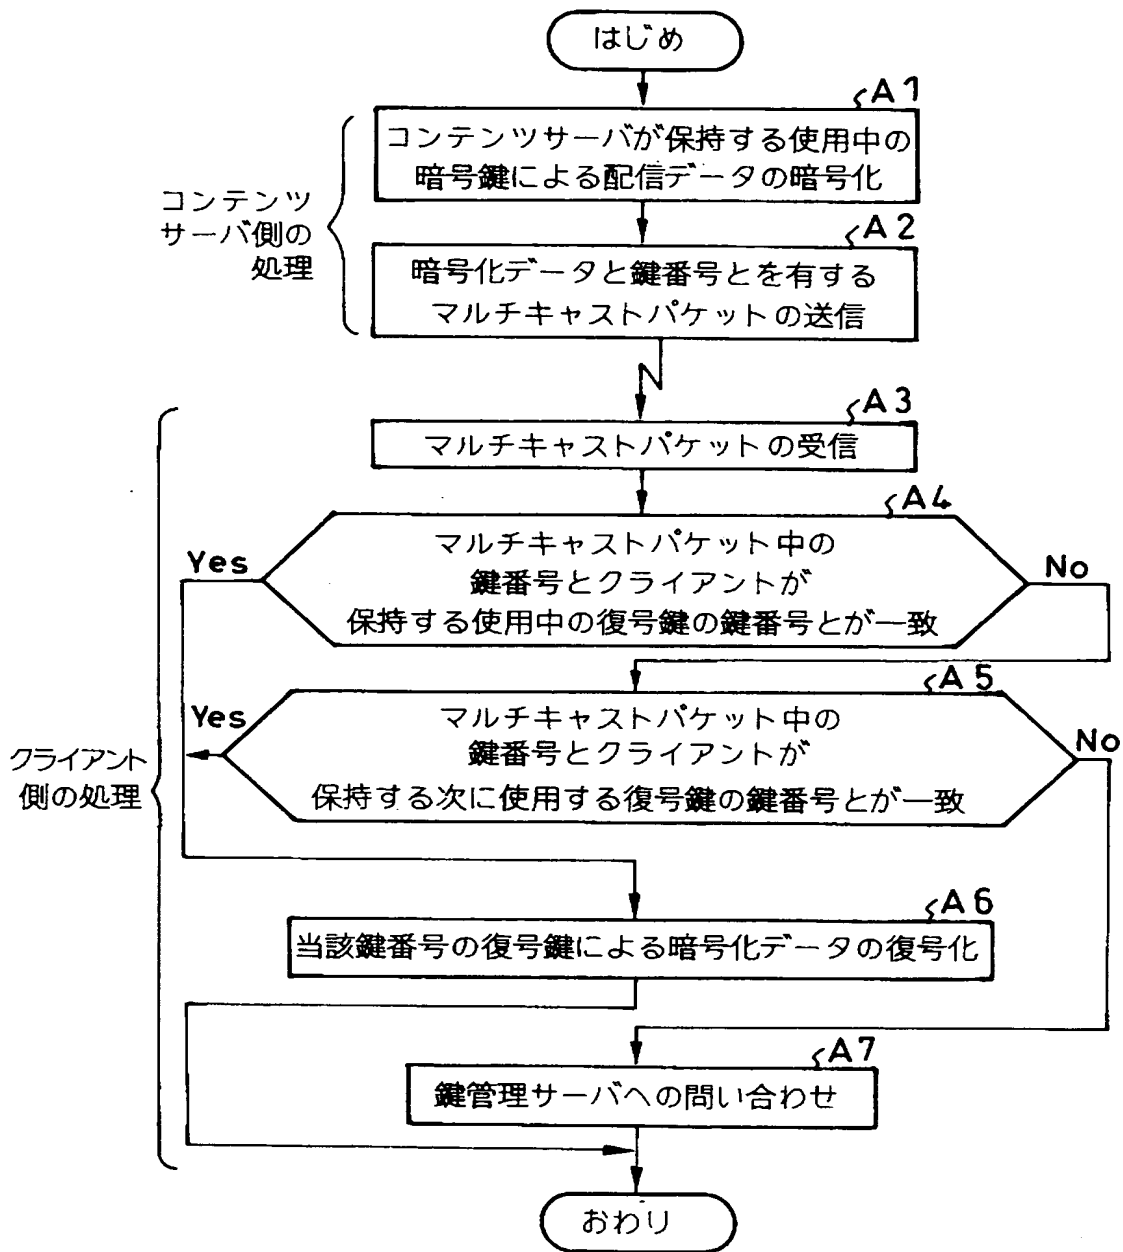 はじめ
A1
コンテンツサーバが保持する使用中の
暗号鍵による配信データの暗号化
コンテンツ
サーバ側の
処理
A2
暗号化データと鍵番号とを有する
マルチキャストパケットの送信
A3
マルチキャストパケットの受信
A4
マルチキャストパケット中の
鍵番号とクライアントが
保持する使用中の復号鍵の鍵番号とが一致
Yes
No
A5
マルチキャストパケット中の
鍵番号とクライアントが
保持する次に使用する復号鍵の鍵番号とが一致
Yes
No
クライアント
側の処理
A6
当該鍵番号の復号鍵による暗号化データの復号化
A7
鍵管理サーバへの問い合わせ
おわり